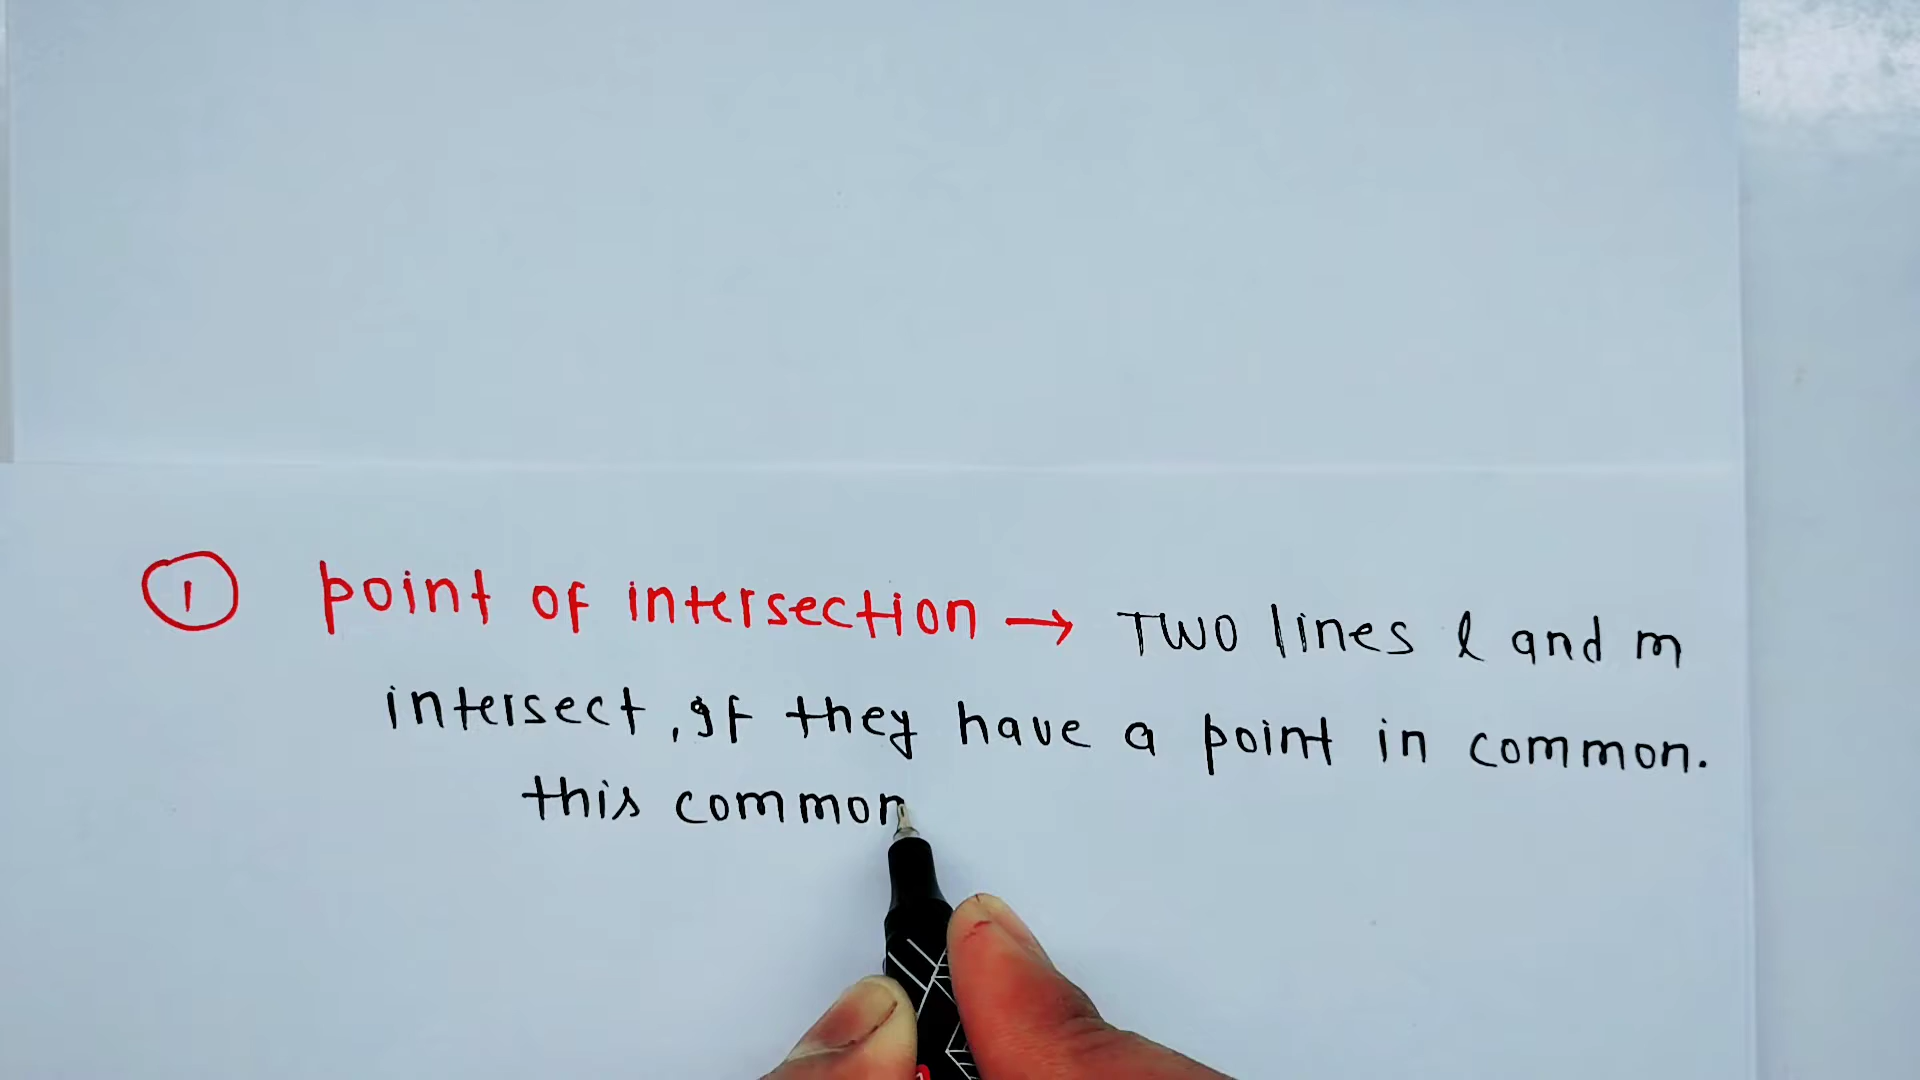 ① point of intersection → Two lines l and m
intersect, If they have a point in common.
this common